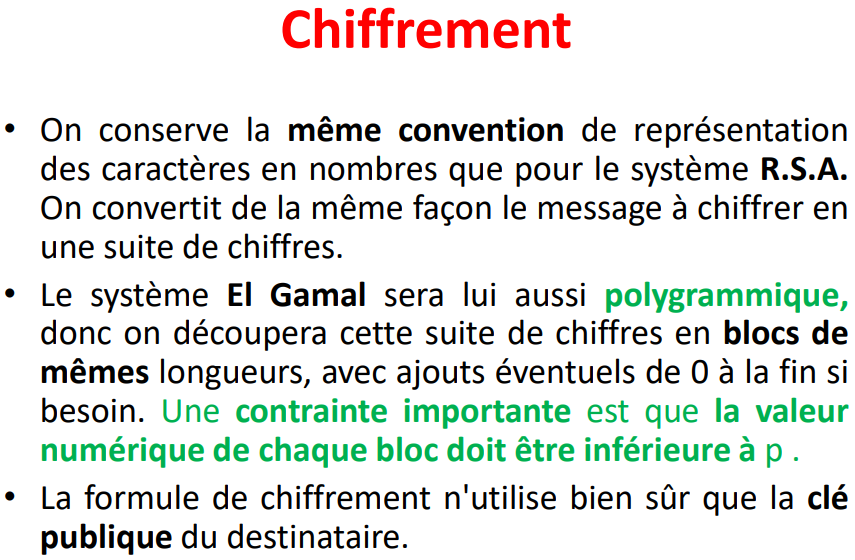 Chiffrement
• On conserve la même convention de représentation
des caractères en nombres que pour le système R.S.A.
On convertit de la même façon le message à chiffrer en
une suite de chiffres.
• Le système El Gamal sera lui aussi polygrammique,
donc on découpera cette suite de chiffres en blocs de
mêmes longueurs, avec ajouts éventuels de 0 à la fin si
besoin. Une contrainte importante est que la valeur
numérique de chaque bloc doit être inférieure à p .
• La formule de chiffrement n'utilise bien sûr que la clé
publique du destinataire.